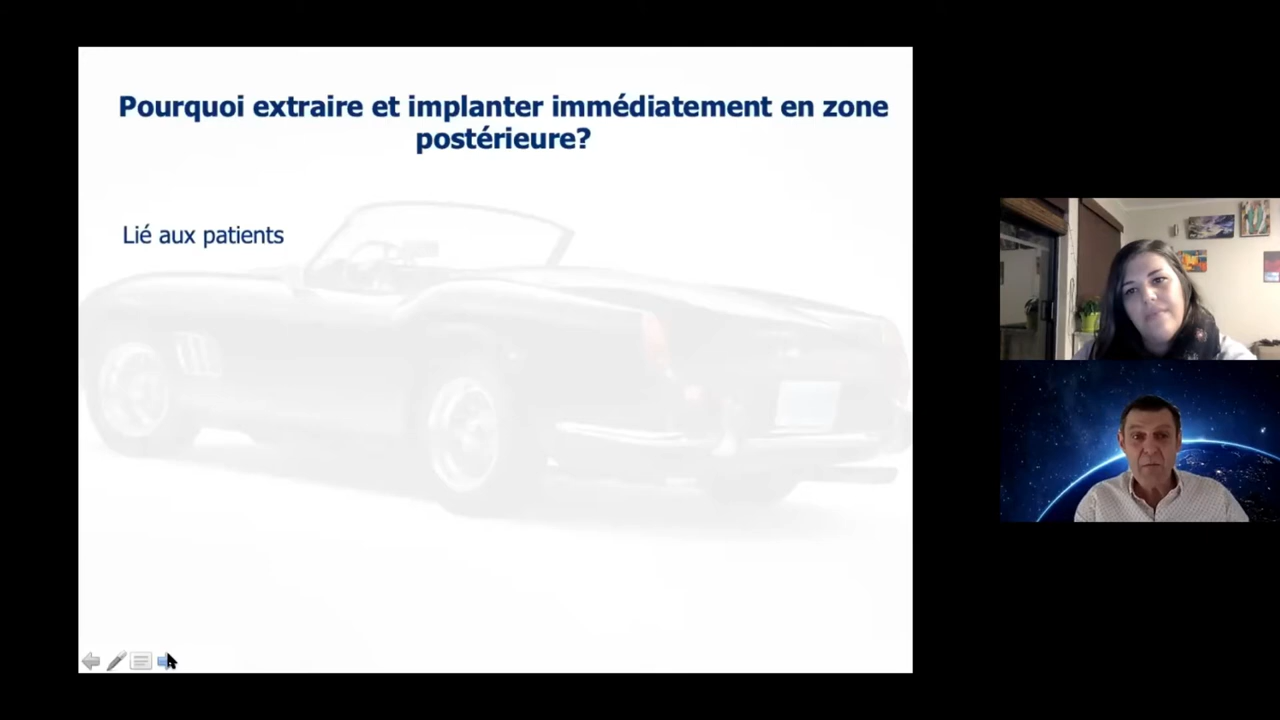 Pourquoi extraire et implanter immédiatement en zone
postérieure?
Lié aux patients